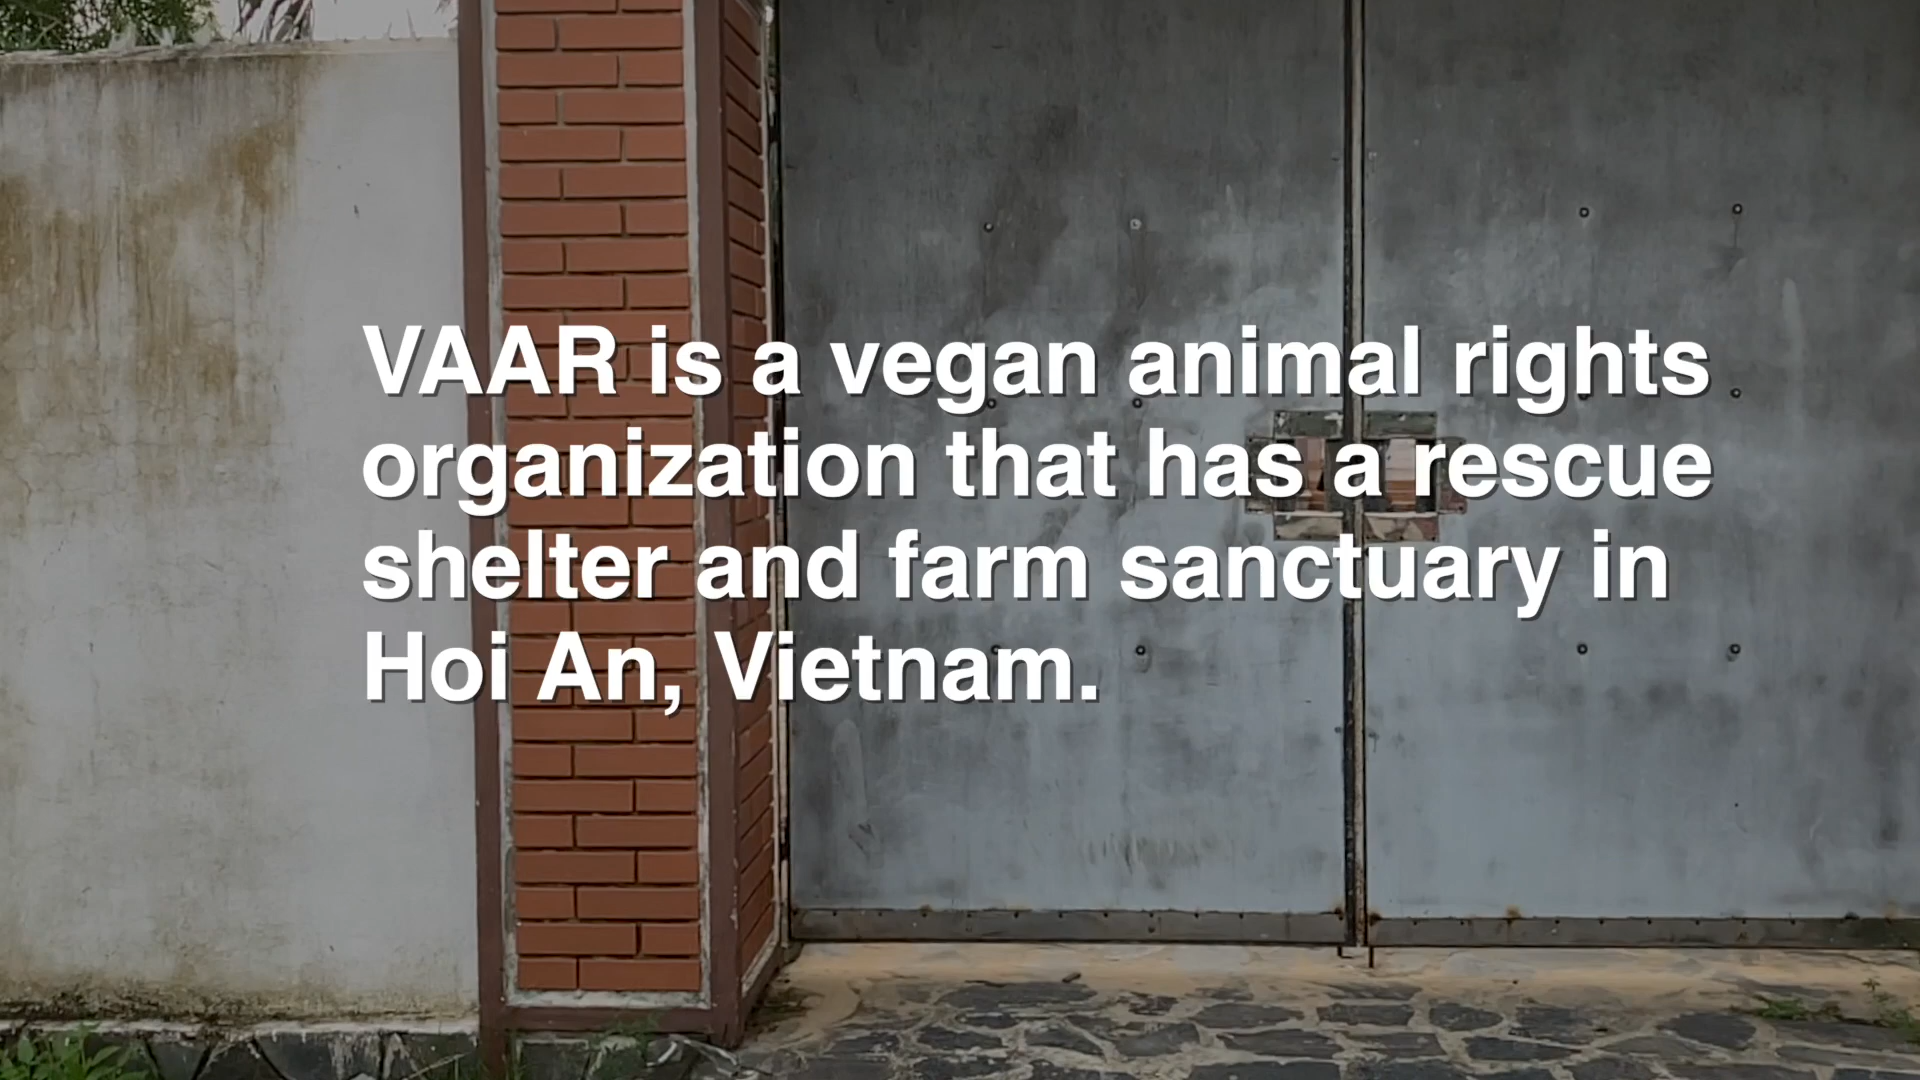 VAAR is a vegan animal rights
organization that has a rescue
shelter and farm sanctuary in
Hoi An, Vietnam.